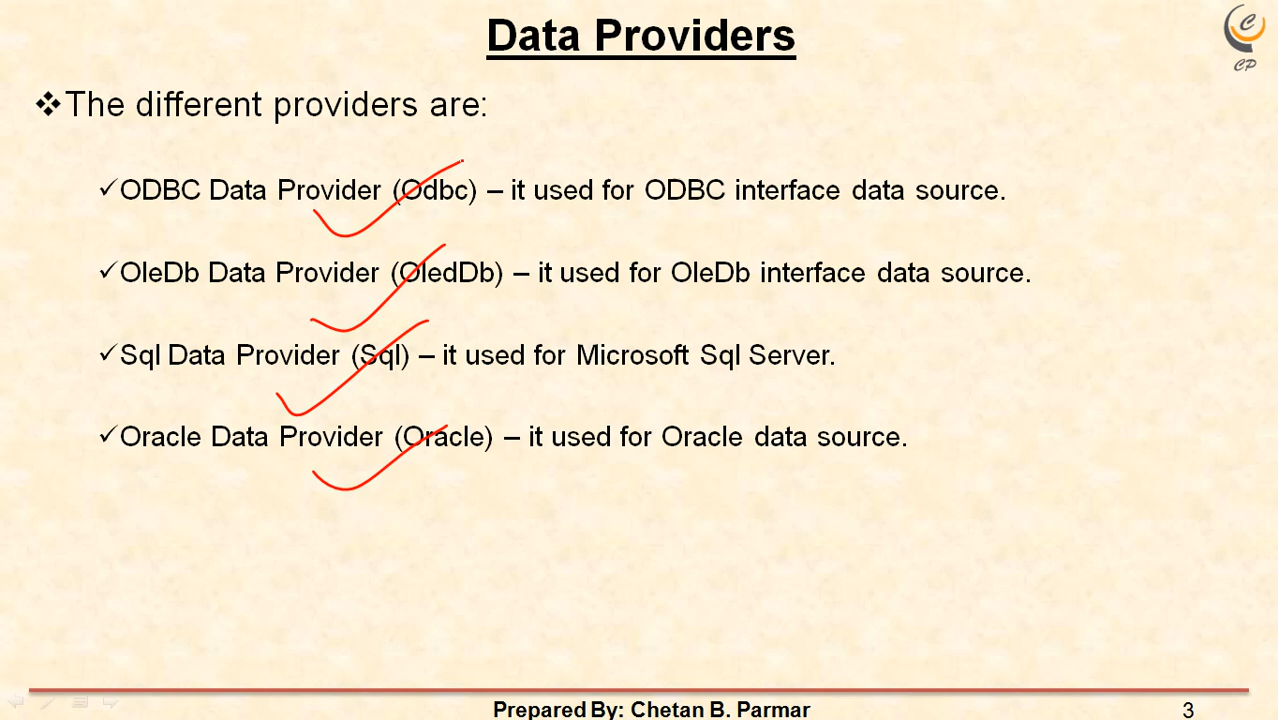 Data Providers
C
CP
The different providers are:
ODBC Data Provider (Odbc) – it used for ODBC interface data source.
OleDb Data Provider (OledDb) – it used for OleDb interface data source.
Sql Data Provider (Sql) – it used for Microsoft Sql Server.
Oracle Data Provider (Oracle) – it used for Oracle data source.
Prepared By: Chetan B. Parmar
3